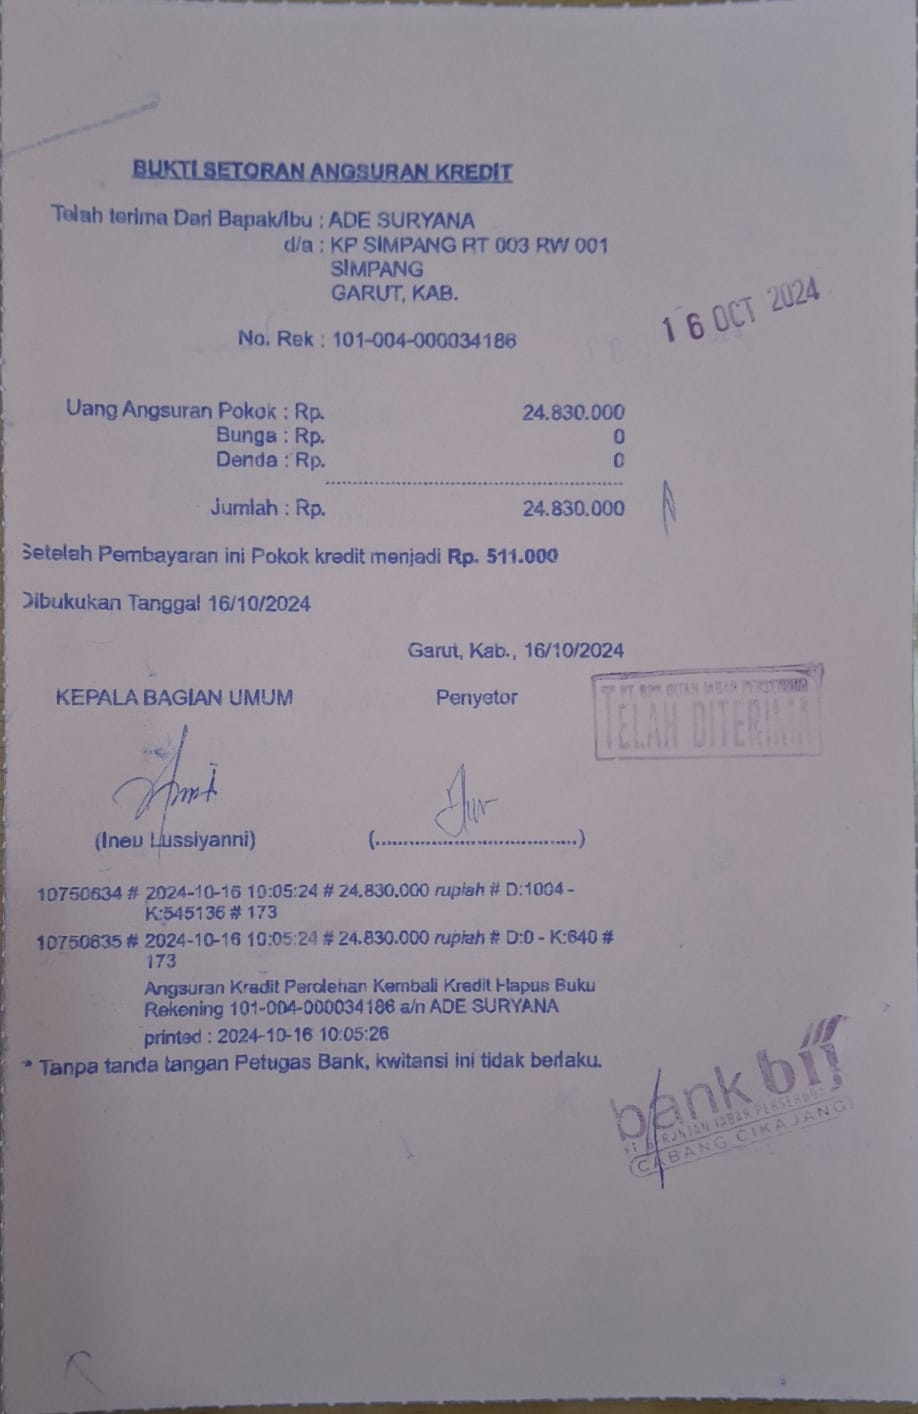 BUKTI SETORAN ANGSURAN KREDIT
Telah terima Dari Bapak/Ibu : ADE SURYANA
d/a : KP SIMPANG RT 003 RW 001
SIMPANG
GARUT, KAB.
16 OCT 2024
No. Rek : 101-004-000034186
Uang Angsuran Pokok : Rp. 24.830.000
Bunga : Rp. 0
Denda : Rp. 0
Jumlah : Rp. 24.830.000
Setelah Pembayaran ini Pokok kredit menjadi Rp. 511.000
Dibukukan Tanggal 16/10/2024
Garut, Kab., 16/10/2024
KEPALA BAGIAN UMUM Penyetor
TELAH DITERIMA
(Ineu Lussiyanni) (.................................)
10750634 # 2024-10-16 10:05:24 # 24.830.000 rupiah # D:1004 -
K:545136 # 173
10750635 # 2024-10-16 10:05:24 # 24.830.000 rupiah # D:0 - K:640 #
173
Angsuran Kredit Perolehan Kembali Kredit Hapus Buku
Rekening 101-004-000034186 a/n ADE SURYANA
printed : 2024-10-16 10:05:26
* Tanpa tanda tangan Petugas Bank, kwitansi ini tidak berlaku.
bank bij
INTAN JABAR PERSERODA
CABANG CIKAJANG